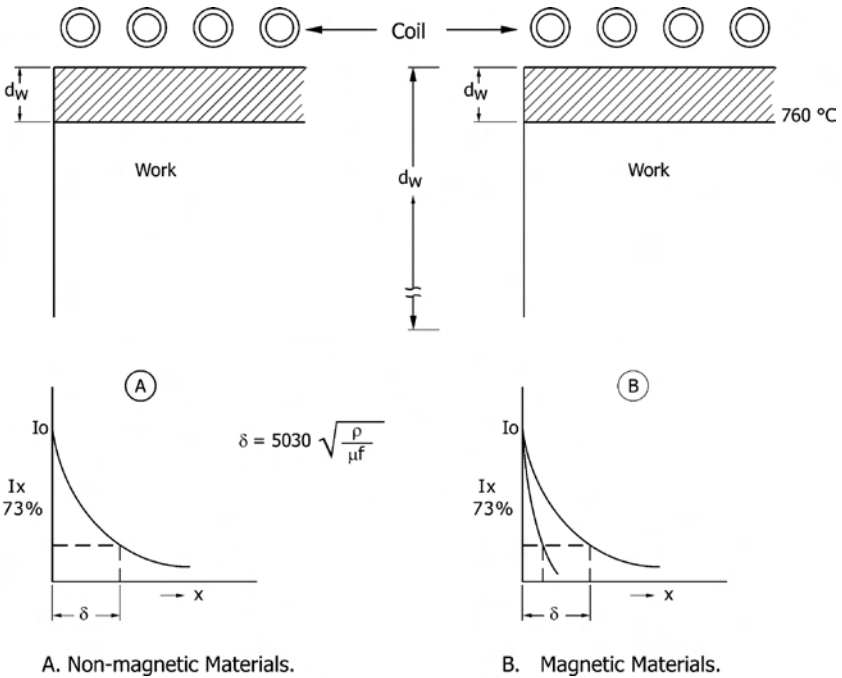 Coil
dw
dw
dw
760 °C
Work
Work
A
B
Io
δ = 5030 √ρ/μf
Io
Ix
73%
Ix
73%
x
x
δ
δ
A. Non-magnetic Materials.
B. Magnetic Materials.